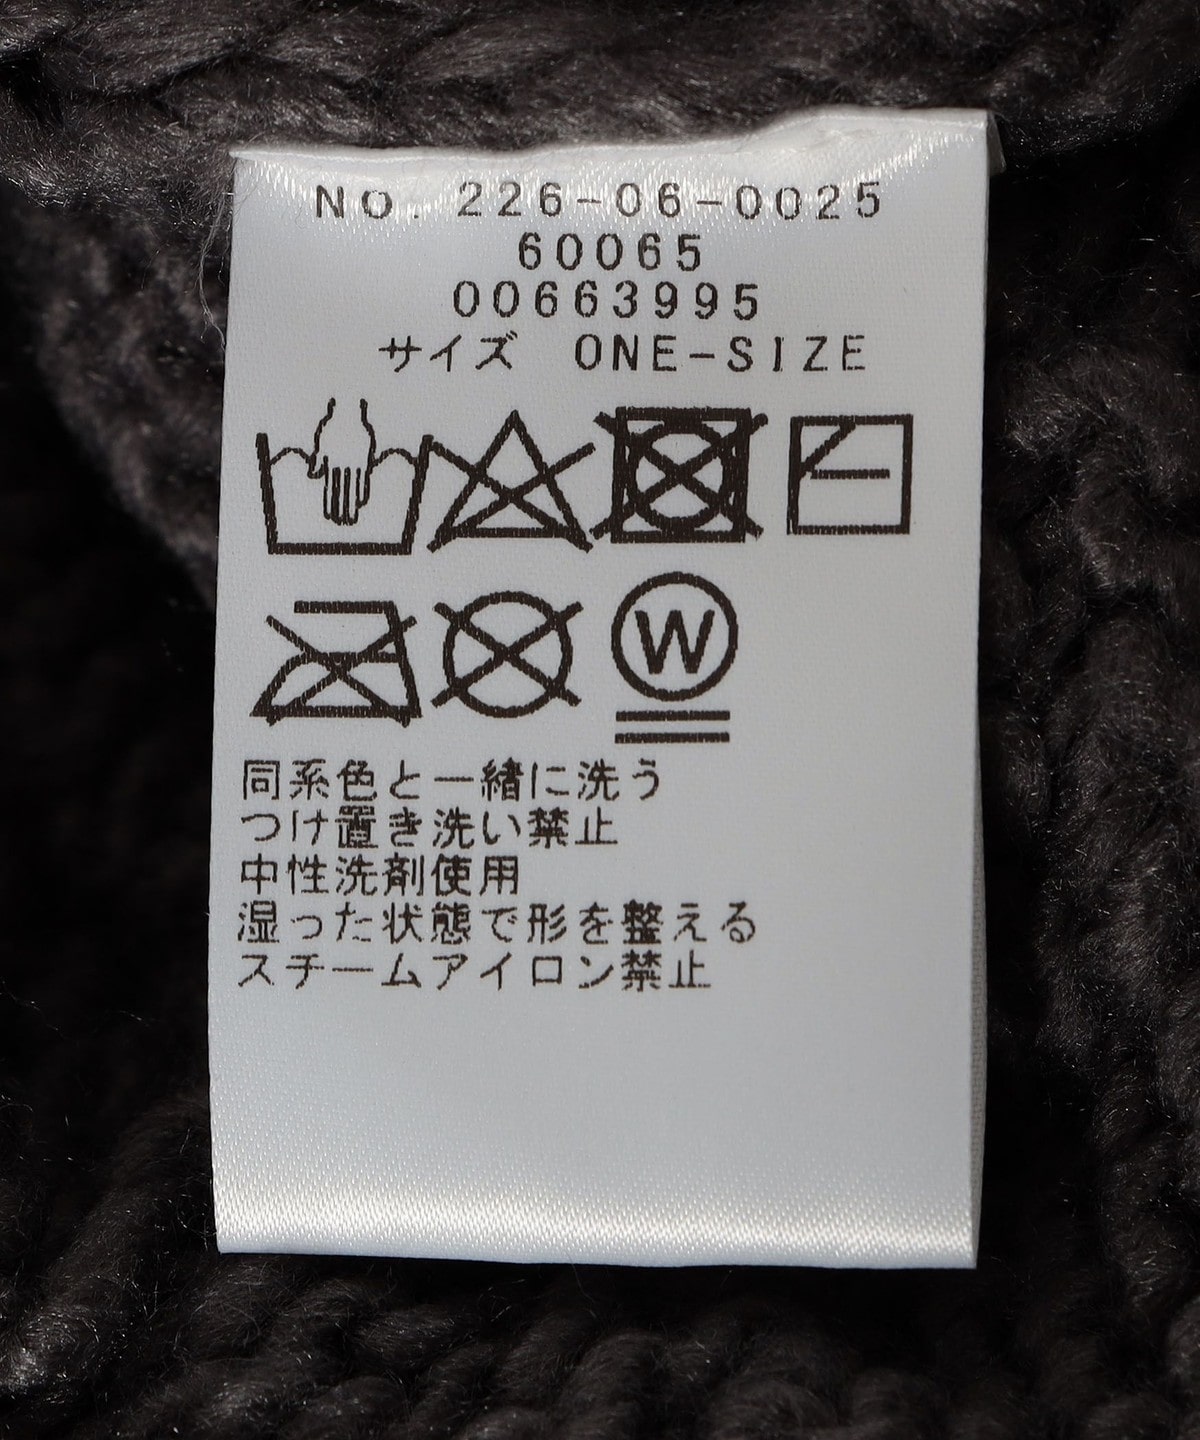 NO. 226-06-0025
60065
00663995
サイズ　ONE-SIZE
W
同系色と一緒に洗う
つけ置き洗い禁止
中性洗剤使用
湿った状態で形を整える
スチームアイロン禁止